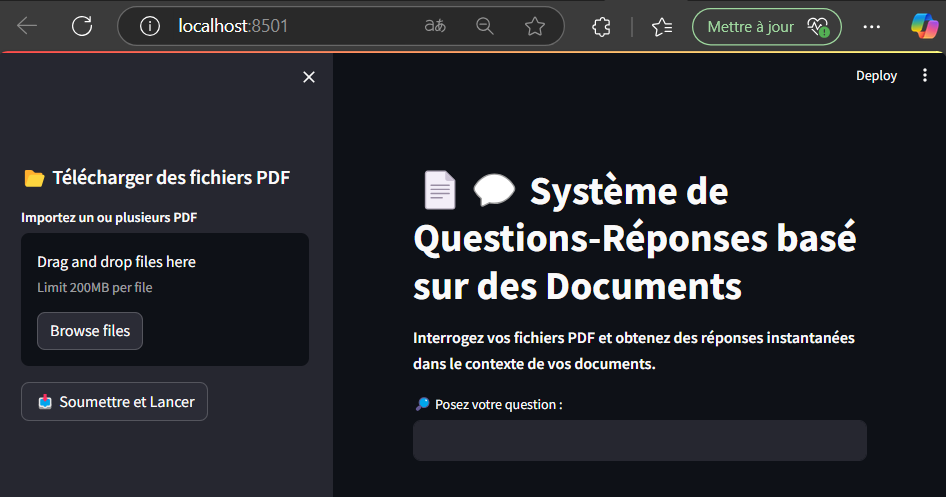 localhost:8501
aあ
Mettre à jour
Deploy
📂 Télécharger des fichiers PDF
Importez un ou plusieurs PDF
Drag and drop files here
Limit 200MB per file
Browse files
📩 Soumettre et Lancer
📄 💬 Système de
Questions-Réponses basé
sur des Documents
Interrogez vos fichiers PDF et obtenez des réponses instantanées
dans le contexte de vos documents.
🔎 Posez votre question :